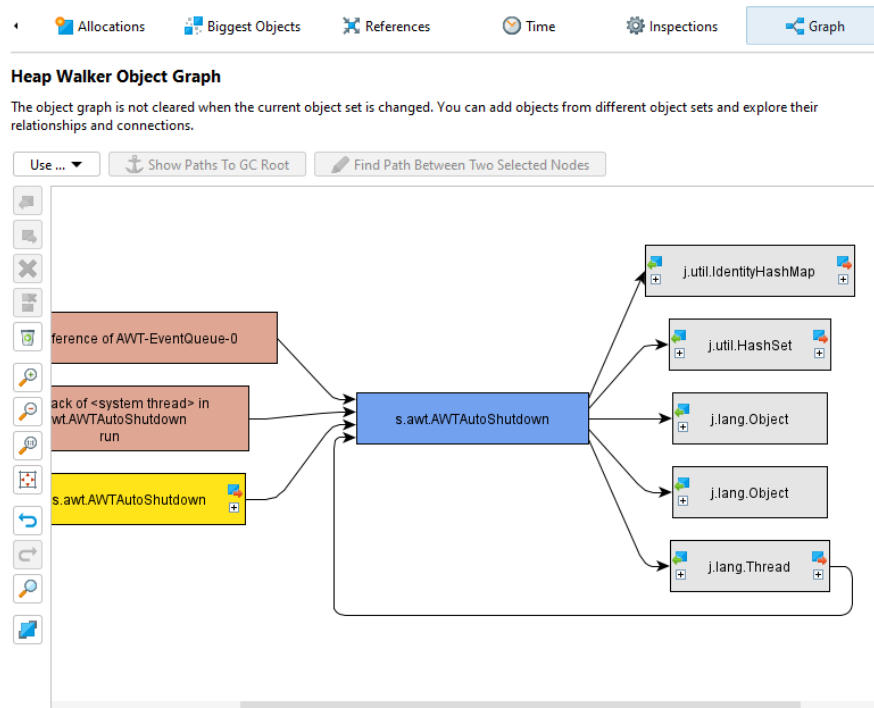 Allocations
Biggest Objects
References
Time
Inspections
Graph
Heap Walker Object Graph
The object graph is not cleared when the current object set is changed. You can add objects from different object sets and explore their
relationships and connections.
Use ...
Show Paths To GC Root
Find Path Between Two Selected Nodes
ference of AWT-EventQueue-0
ack of <system thread> in
wt.AWTAutoShutdown
run
s.awt.AWTAutoShutdown
s.awt.AWTAutoShutdown
j.util.IdentityHashMap
j.util.HashSet
j.lang.Object
j.lang.Object
j.lang.Thread